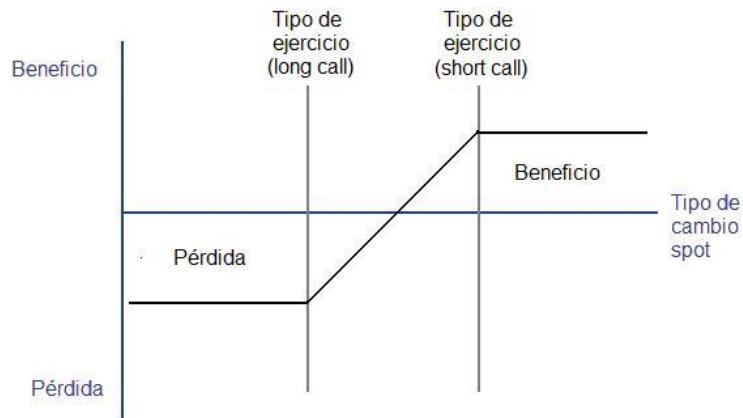 Tipo de
ejercicio
(long call)
Tipo de
ejercicio
(short call)
Beneficio
Beneficio
Tipo de
cambio
spot
Pérdida
Pérdida